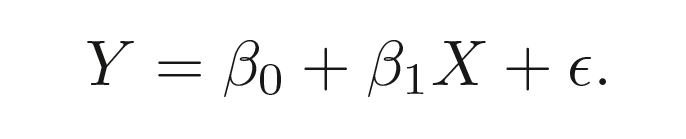 Y = β₀ + β₁X + ϵ.